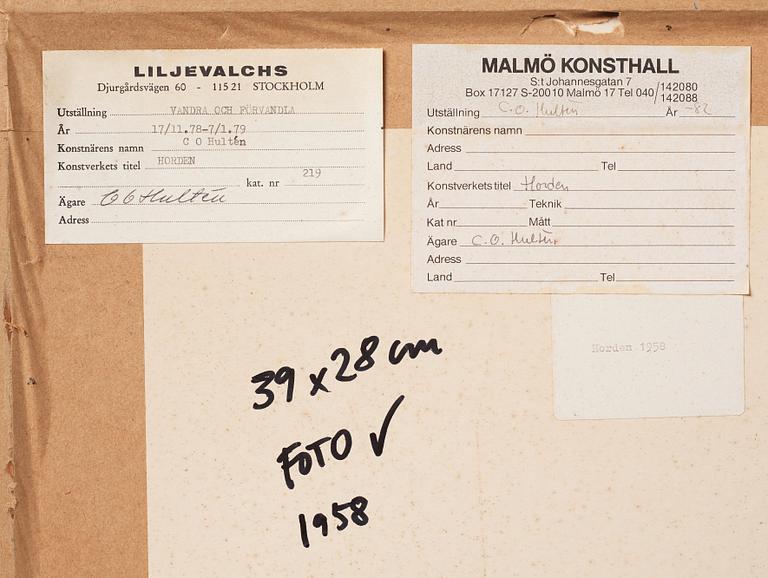 LILJEVALCHS
Djurgårdsvägen 60 - 115 21 STOCKHOLM
Utställning VANDRA OCH FÖRVANDLA
År 17/11.78-7/1.79
Konstnärens namn C O Hultén
Konstverkets titel HORDEN
kat. nr 219
Ägare C O Hultén
Adress
MALMÖ KONSTHALL
S:t Johannesgatan 7
Box 17127 S-20010 Malmö 17 Tel 040/142080
142088
Utställning C.O. Hultén År -82
Konstnärens namn
Adress
Land Tel
Konstverkets titel Horden
År Teknik
Kat nr Mått
Ägare C.O. Hultén
Adress
Land Tel
Horden 1958
39 x 28 cm
FOTO ✓
1958